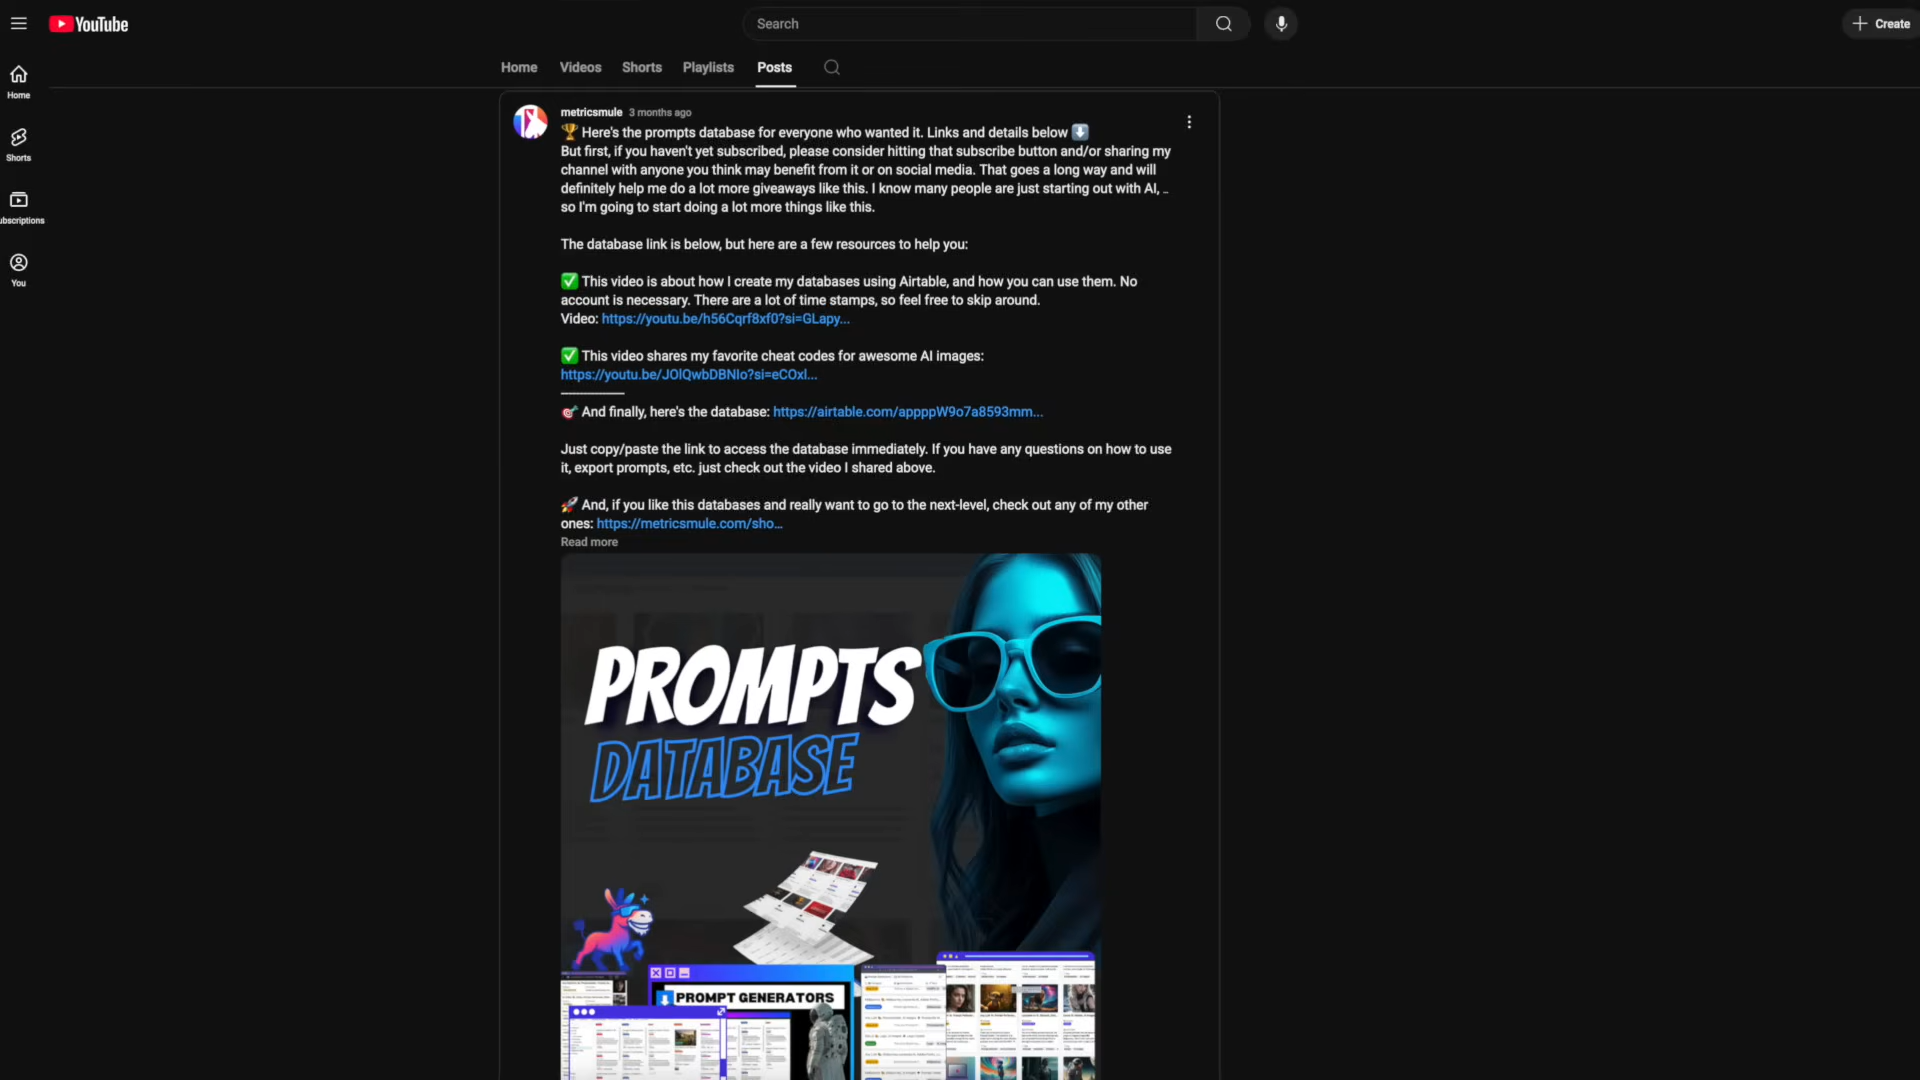 YouTube
Search
Create
Home
Videos
Shorts
Playlists
Posts
Home
Shorts
ubscriptions
You
metricsmule 3 months ago
🏆 Here's the prompts database for everyone who wanted it. Links and details below ⬇️
But first, if you haven't yet subscribed, please consider hitting that subscribe button and/or sharing my
channel with anyone you think may benefit from it or on social media. That goes a long way and will
definitely help me do a lot more giveaways like this. I know many people are just starting out with AI, ..
so I'm going to start doing a lot more things like this.
The database link is below, but here are a few resources to help you:
✅ This video is about how I create my databases using Airtable, and how you can use them. No
account is necessary. There are a lot of time stamps, so feel free to skip around.
Video: https://youtu.be/h56Cqrf8xf0?si=GLapy...
✅ This video shares my favorite cheat codes for awesome AI images:
https://youtu.be/JOlQwbDBNIo?si=eCOxl...
🎯 And finally, here's the database: https://airtable.com/appppW9o7a8593mm...
Just copy/paste the link to access the database immediately. If you have any questions on how to use
it, export prompts, etc. just check out the video I shared above.
🚀 And, if you like this databases and really want to go to the next-level, check out any of my other
ones: https://metricsmule.com/sho...
Read more
PROMPTS
DATABASE
PROMPT GENERATORS